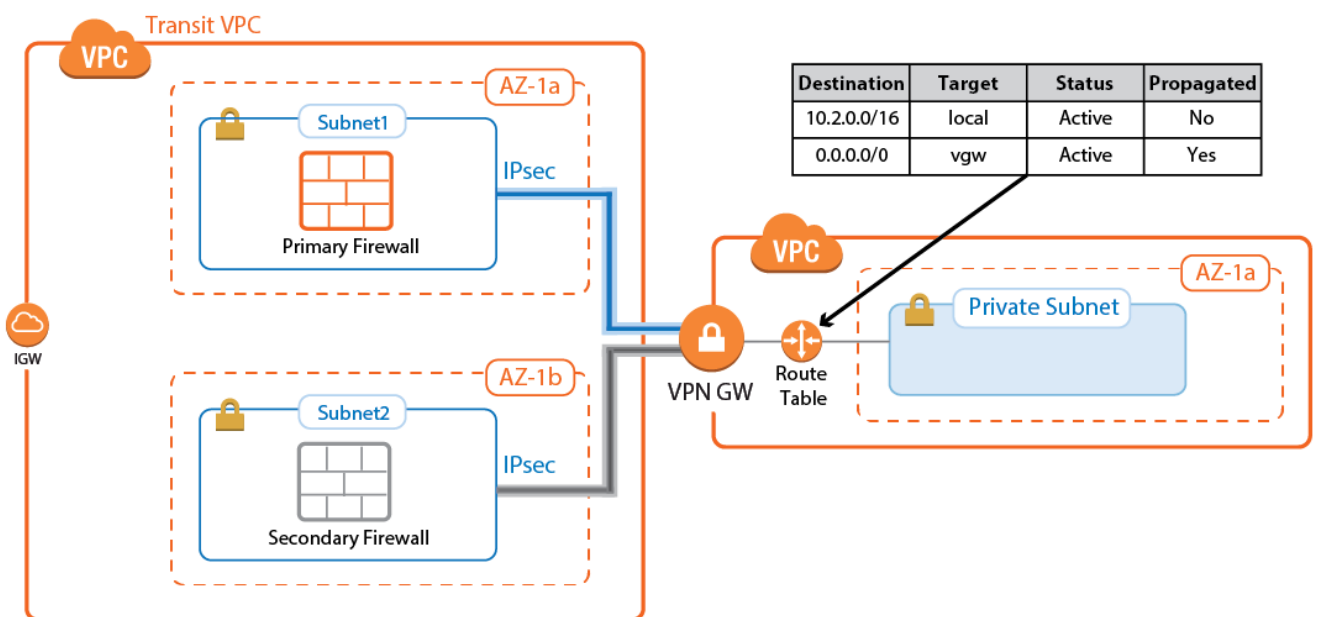 Transit VPC
VPC
AZ-1a
Subnet1
IPsec
Primary Firewall
IGW
AZ-1b
Subnet2
IPsec
Secondary Firewall
Destination Target Status Propagated
10.2.0.0/16 local Active No
0.0.0.0/0 vgw Active Yes
VPC
AZ-1a
Private Subnet
VPN GW
Route
Table